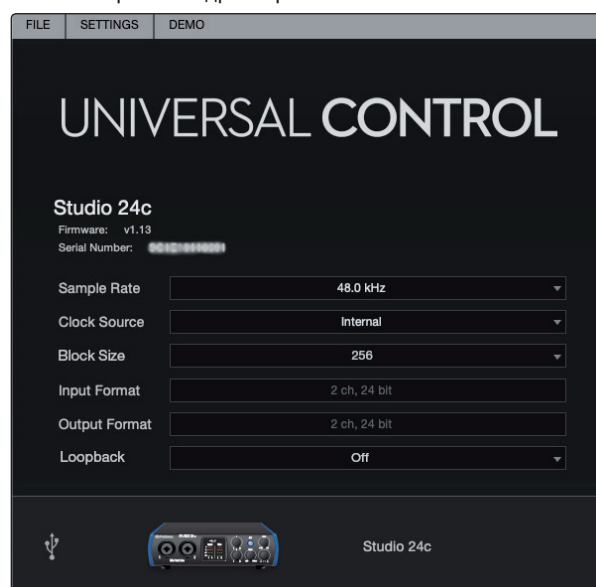 FILE SETTINGS DEMO
UNIVERSAL CONTROL
Studio 24c
Firmware: v1.13
Serial Number:
Sample Rate 48.0 kHz
Clock Source Internal
Block Size 256
Input Format 2 ch, 24 bit
Output Format 2 ch, 24 bit
Loopback Off
Studio 24c